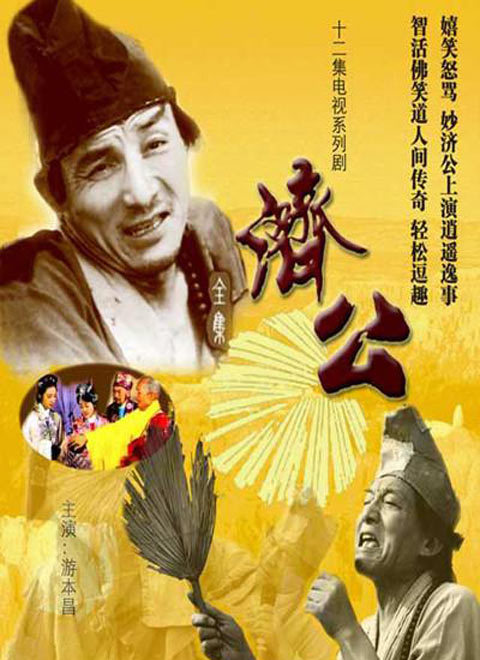 嬉笑怒骂 妙济公上演逍遥逸事
智活佛笑道人间传奇 轻松逗趣
十二集电视系列剧
濟公
全集
主演：游本昌